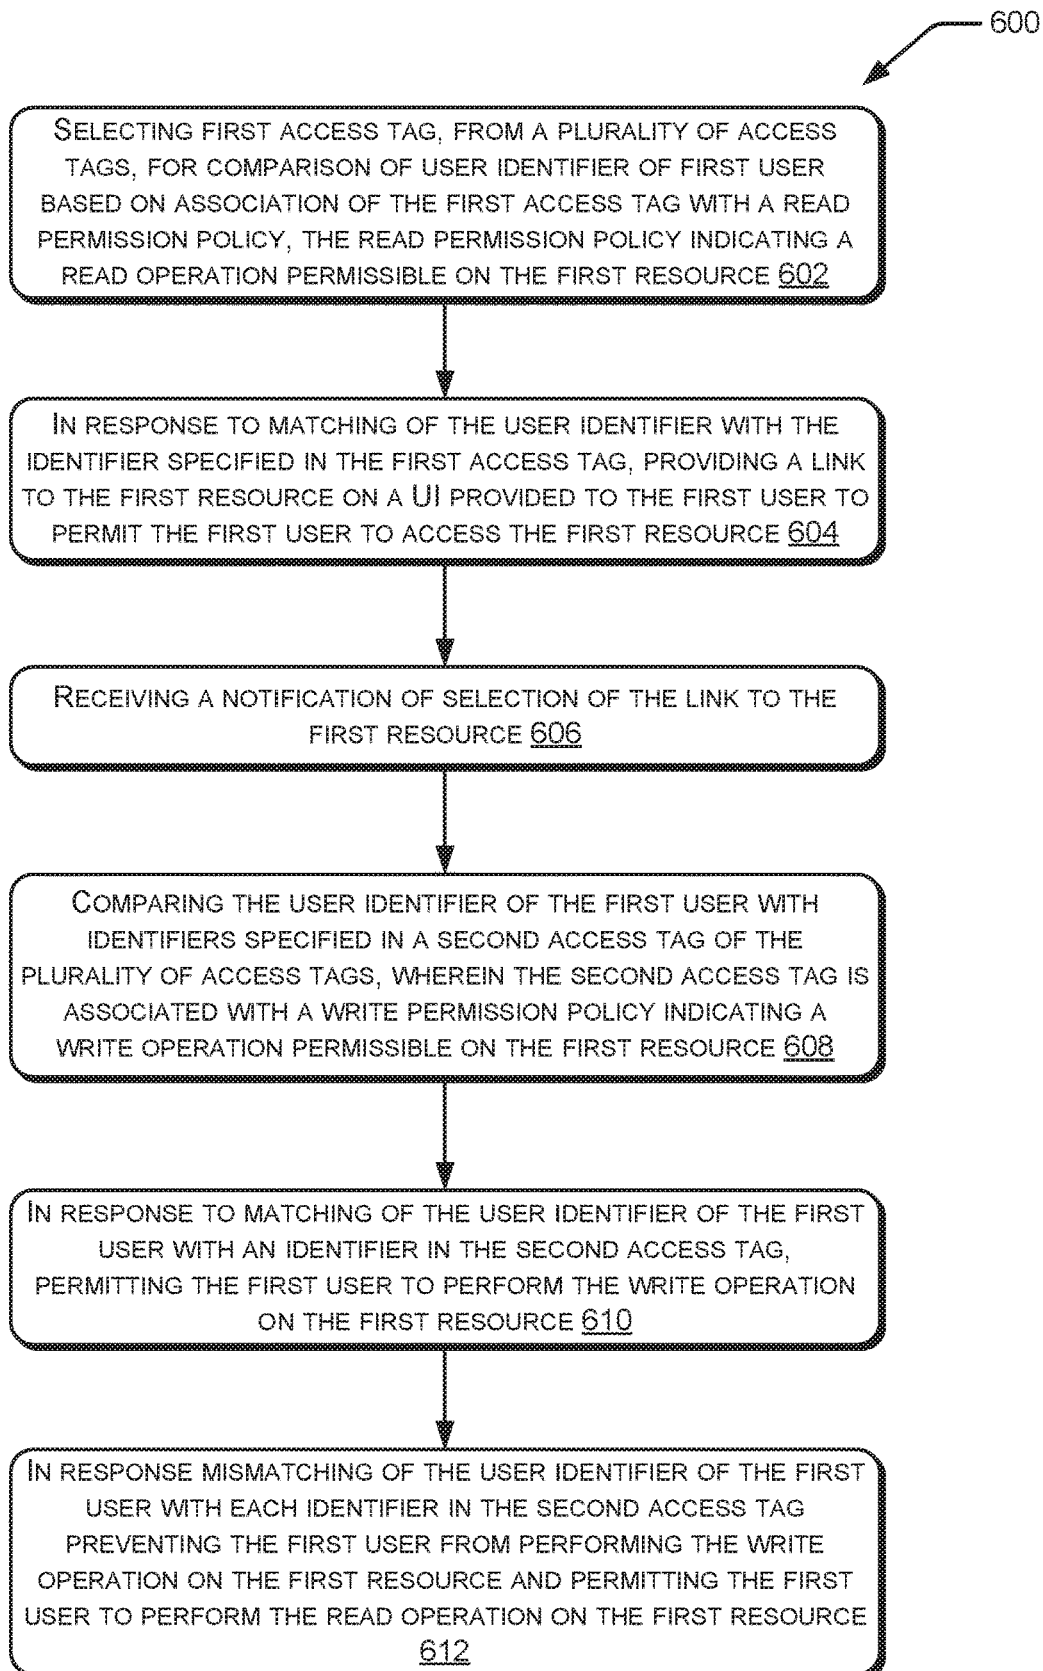 600
SELECTING FIRST ACCESS TAG, FROM A PLURALITY OF ACCESS
TAGS, FOR COMPARISON OF USER IDENTIFIER OF FIRST USER
BASED ON ASSOCIATION OF THE FIRST ACCESS TAG WITH A READ
PERMISSION POLICY, THE READ PERMISSION POLICY INDICATING A
READ OPERATION PERMISSIBLE ON THE FIRST RESOURCE 602
IN RESPONSE TO MATCHING OF THE USER IDENTIFIER WITH THE
IDENTIFIER SPECIFIED IN THE FIRST ACCESS TAG, PROVIDING A LINK
TO THE FIRST RESOURCE ON A UI PROVIDED TO THE FIRST USER TO
PERMIT THE FIRST USER TO ACCESS THE FIRST RESOURCE 604
RECEIVING A NOTIFICATION OF SELECTION OF THE LINK TO THE
FIRST RESOURCE 606
COMPARING THE USER IDENTIFIER OF THE FIRST USER WITH
IDENTIFIERS SPECIFIED IN A SECOND ACCESS TAG OF THE
PLURALITY OF ACCESS TAGS, WHEREIN THE SECOND ACCESS TAG IS
ASSOCIATED WITH A WRITE PERMISSION POLICY INDICATING A
WRITE OPERATION PERMISSIBLE ON THE FIRST RESOURCE 608
IN RESPONSE TO MATCHING OF THE USER IDENTIFIER OF THE FIRST
USER WITH AN IDENTIFIER IN THE SECOND ACCESS TAG,
PERMITTING THE FIRST USER TO PERFORM THE WRITE OPERATION
ON THE FIRST RESOURCE 610
IN RESPONSE MISMATCHING OF THE USER IDENTIFIER OF THE FIRST
USER WITH EACH IDENTIFIER IN THE SECOND ACCESS TAG
PREVENTING THE FIRST USER FROM PERFORMING THE WRITE
OPERATION ON THE FIRST RESOURCE AND PERMITTING THE FIRST
USER TO PERFORM THE READ OPERATION ON THE FIRST RESOURCE
612